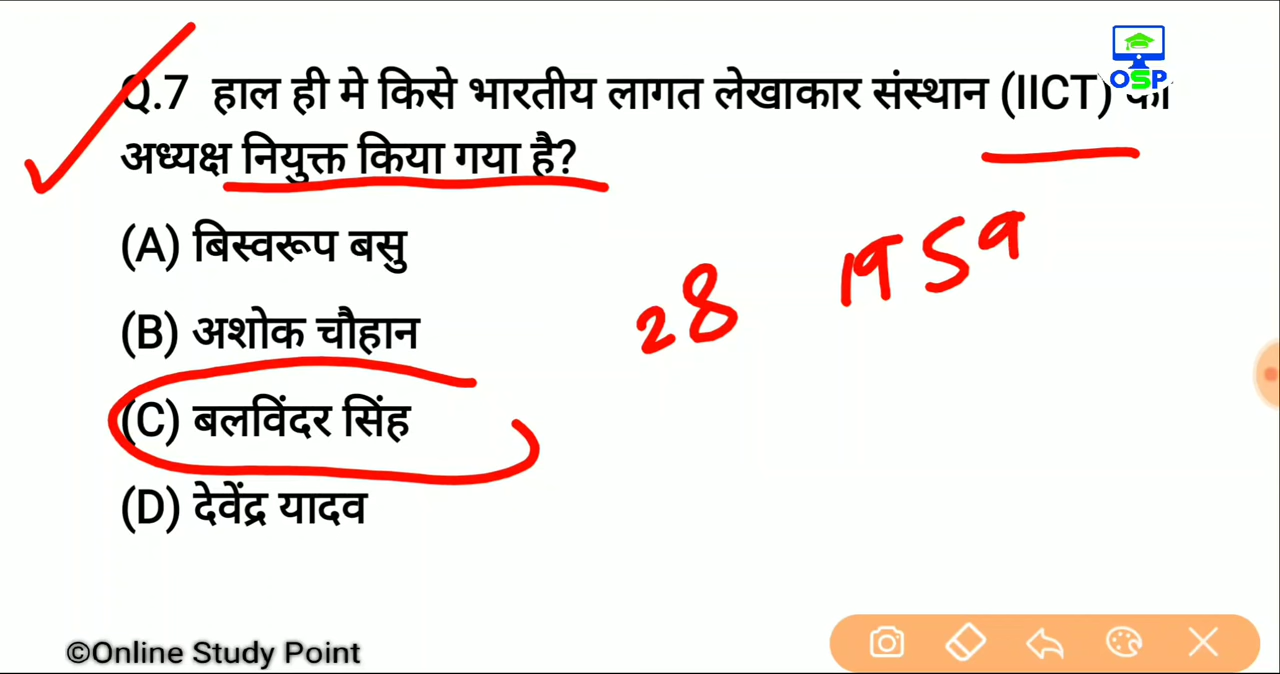 Q.7 हाल ही मे किसे भारतीय लागत लेखाकार संस्थान (IICT) का
OSP
अध्यक्ष नियुक्त किया गया है?
(A) बिस्वरूप बसु
(B) अशोक चौहान
(C) बलविंदर सिंह
(D) देवेंद्र यादव
28 1959
©Online Study Point